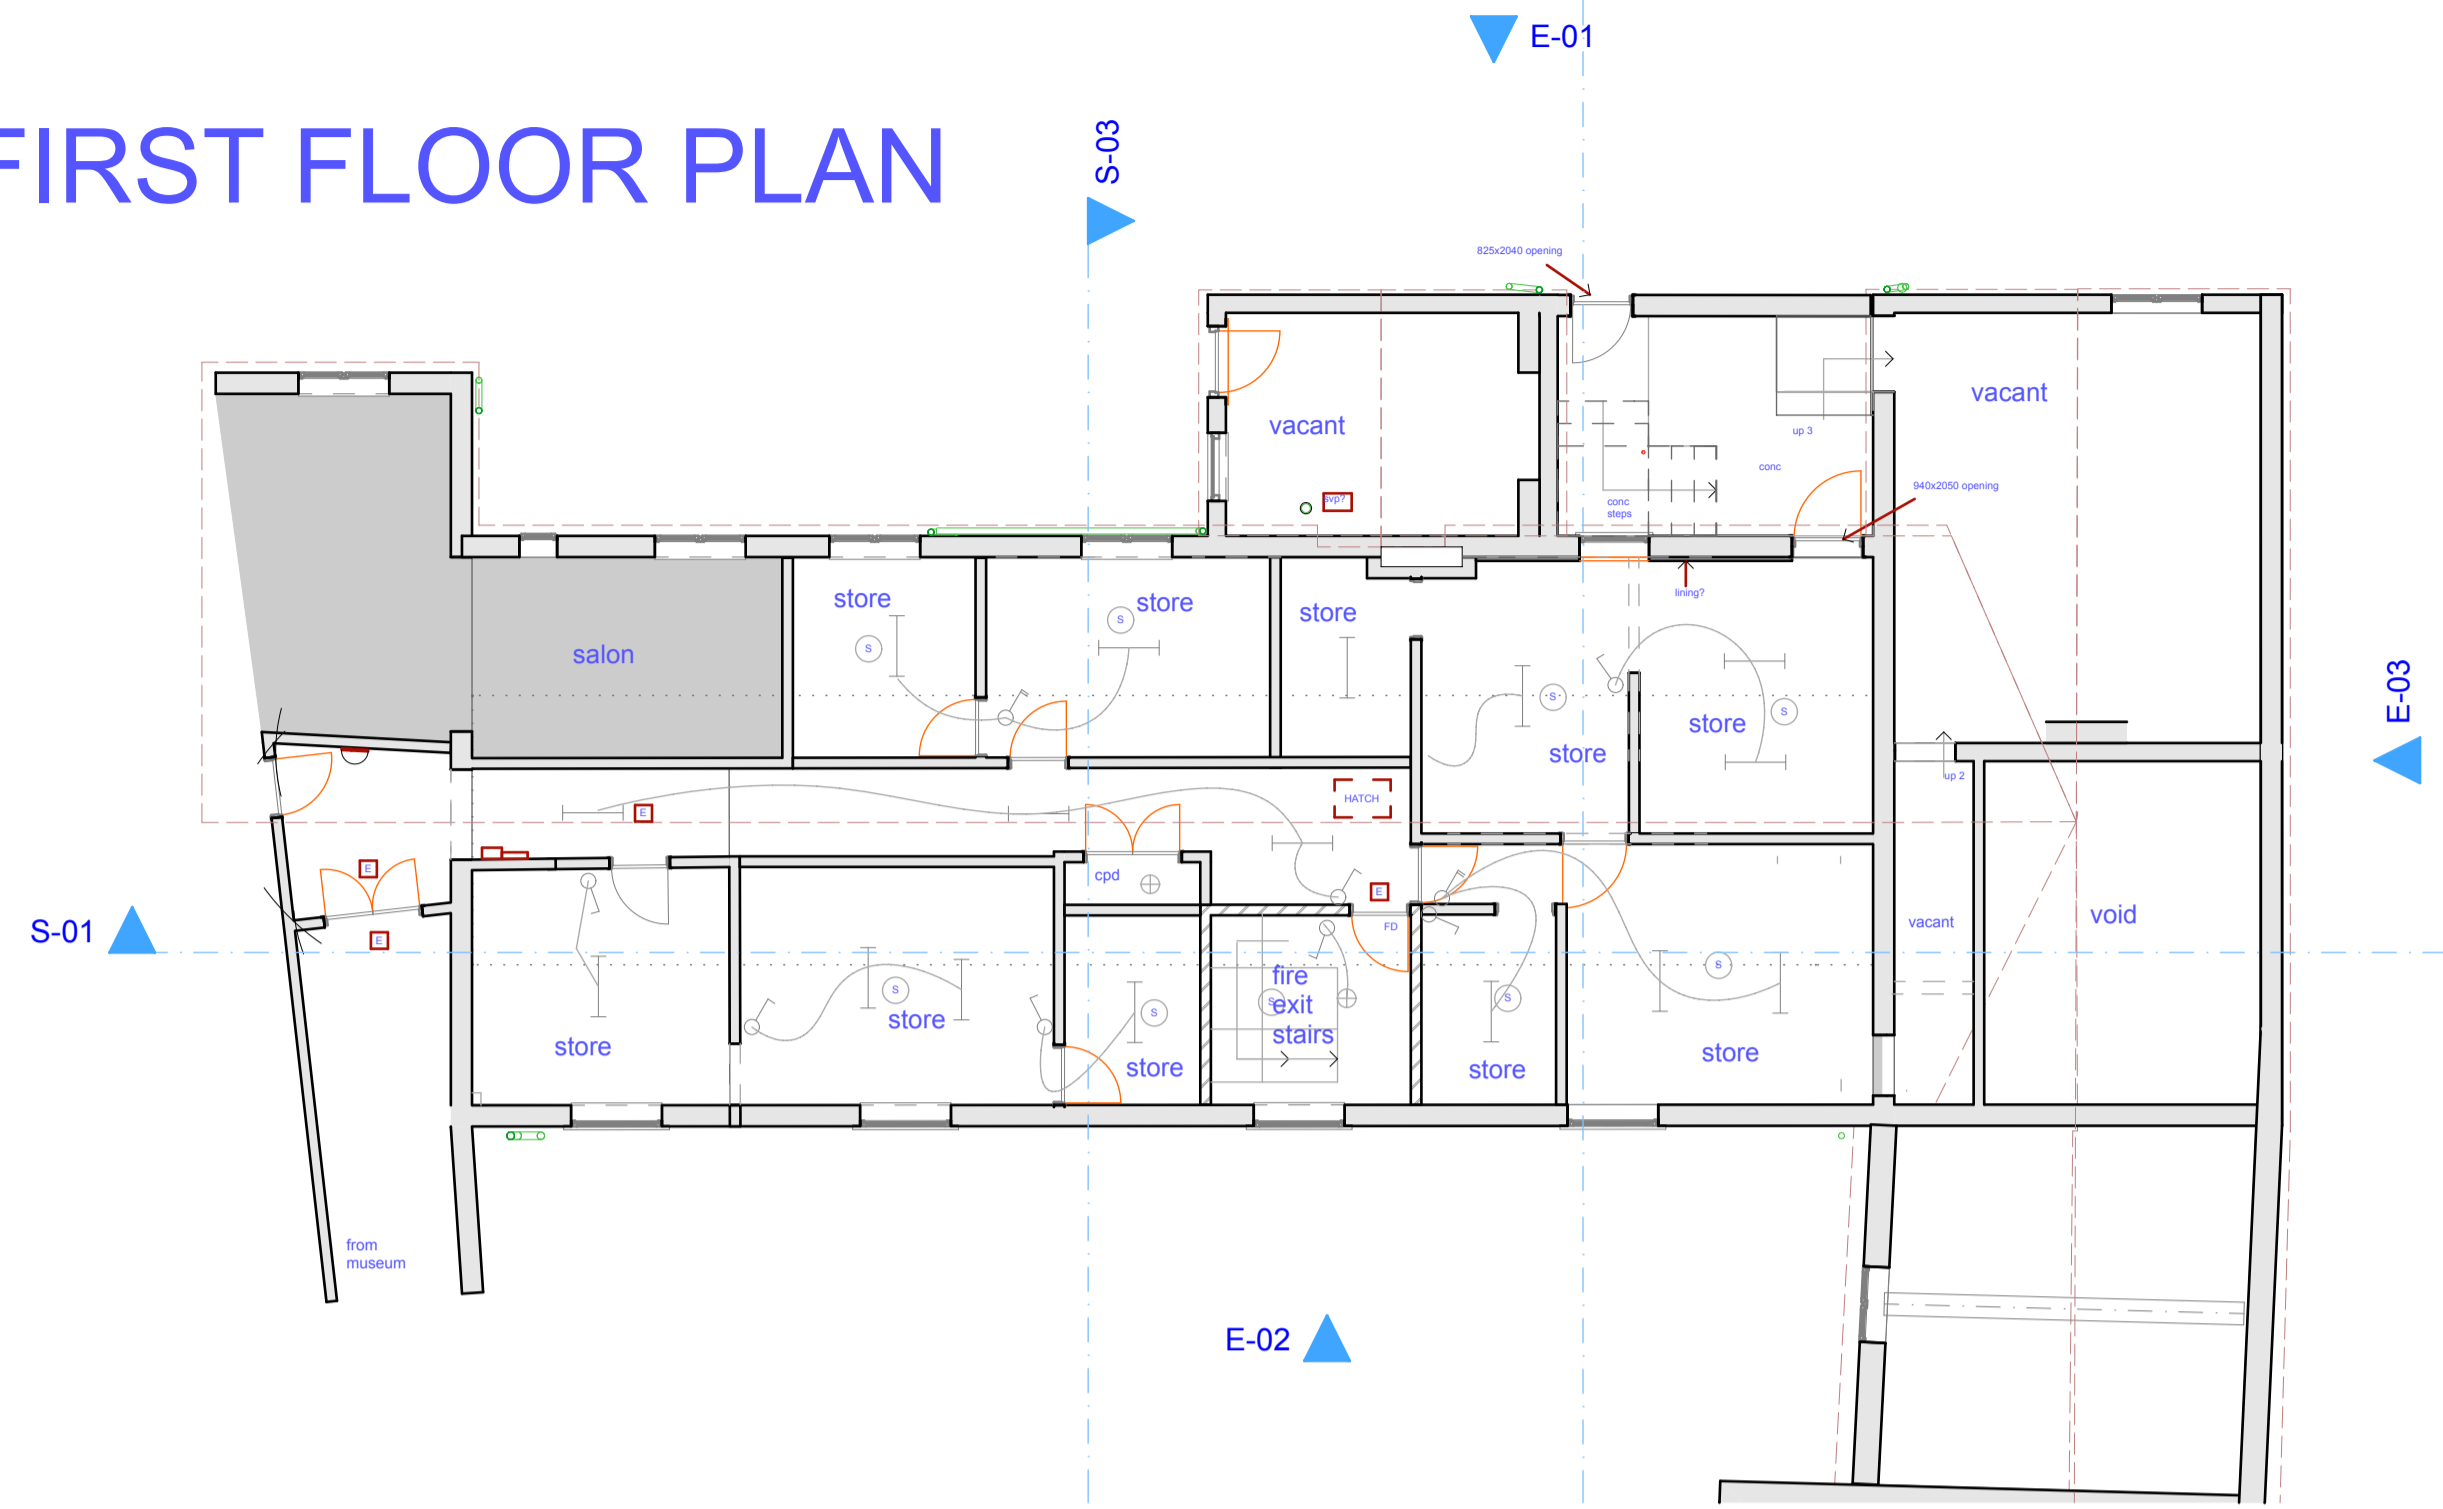 E-01
FIRST FLOOR PLAN
S-03
825x2040 opening
vacant
vacant
up 3
conc
svp?
conc
steps
940x2050 opening
store
store
store
lining?
salon
S
S
S
S
store
store
E-03
up 2
HATCH
E
E
cpd
E
FD
S-01
E
vacant
void
fire
exit
stairs
S
S
S
S
S
store
store
store
store
store
from
museum
E-02